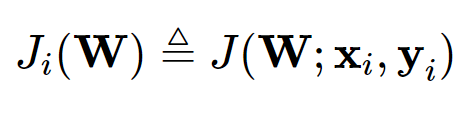 J_i(𝐖) ≜ J(𝐖; 𝐱_i, 𝐲_i)